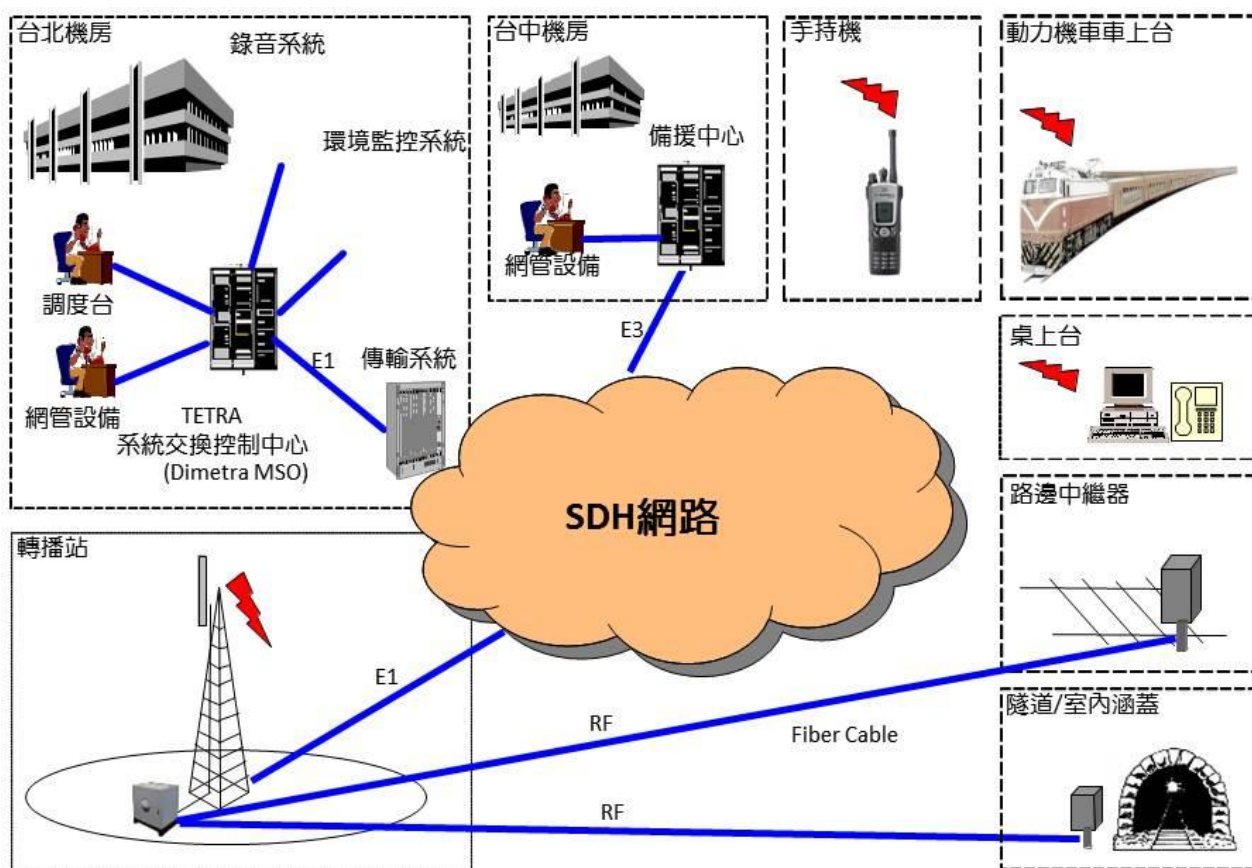 台北機房
錄音系統
環境監控系統
調度台
網管設備
E1
傳輸系統
TETRA
系統交換控制中心
(Dimetra MSO)
台中機房
備援中心
網管設備
E3
手持機
動力機車車上台
桌上台
SDH網路
路邊中繼器
轉播站
E1
RF
Fiber Cable
RF
隧道/室內涵蓋